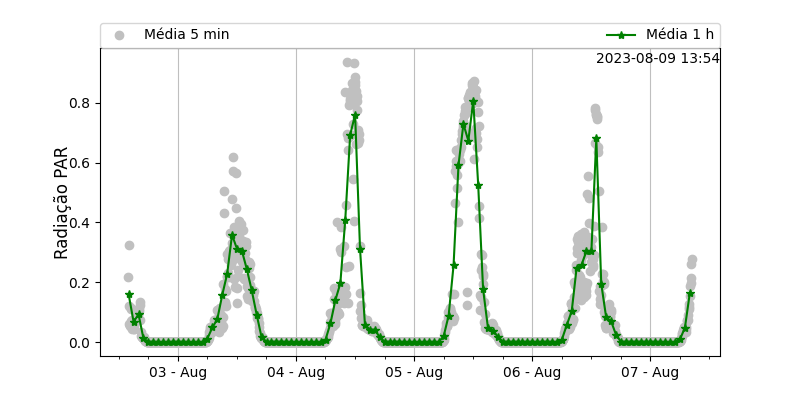 Média 5 min
Média 1 h
2023-08-09 13:54
Radiação PAR
0.8
0.6
0.4
0.2
0.0
03 - Aug
04 - Aug
05 - Aug
06 - Aug
07 - Aug